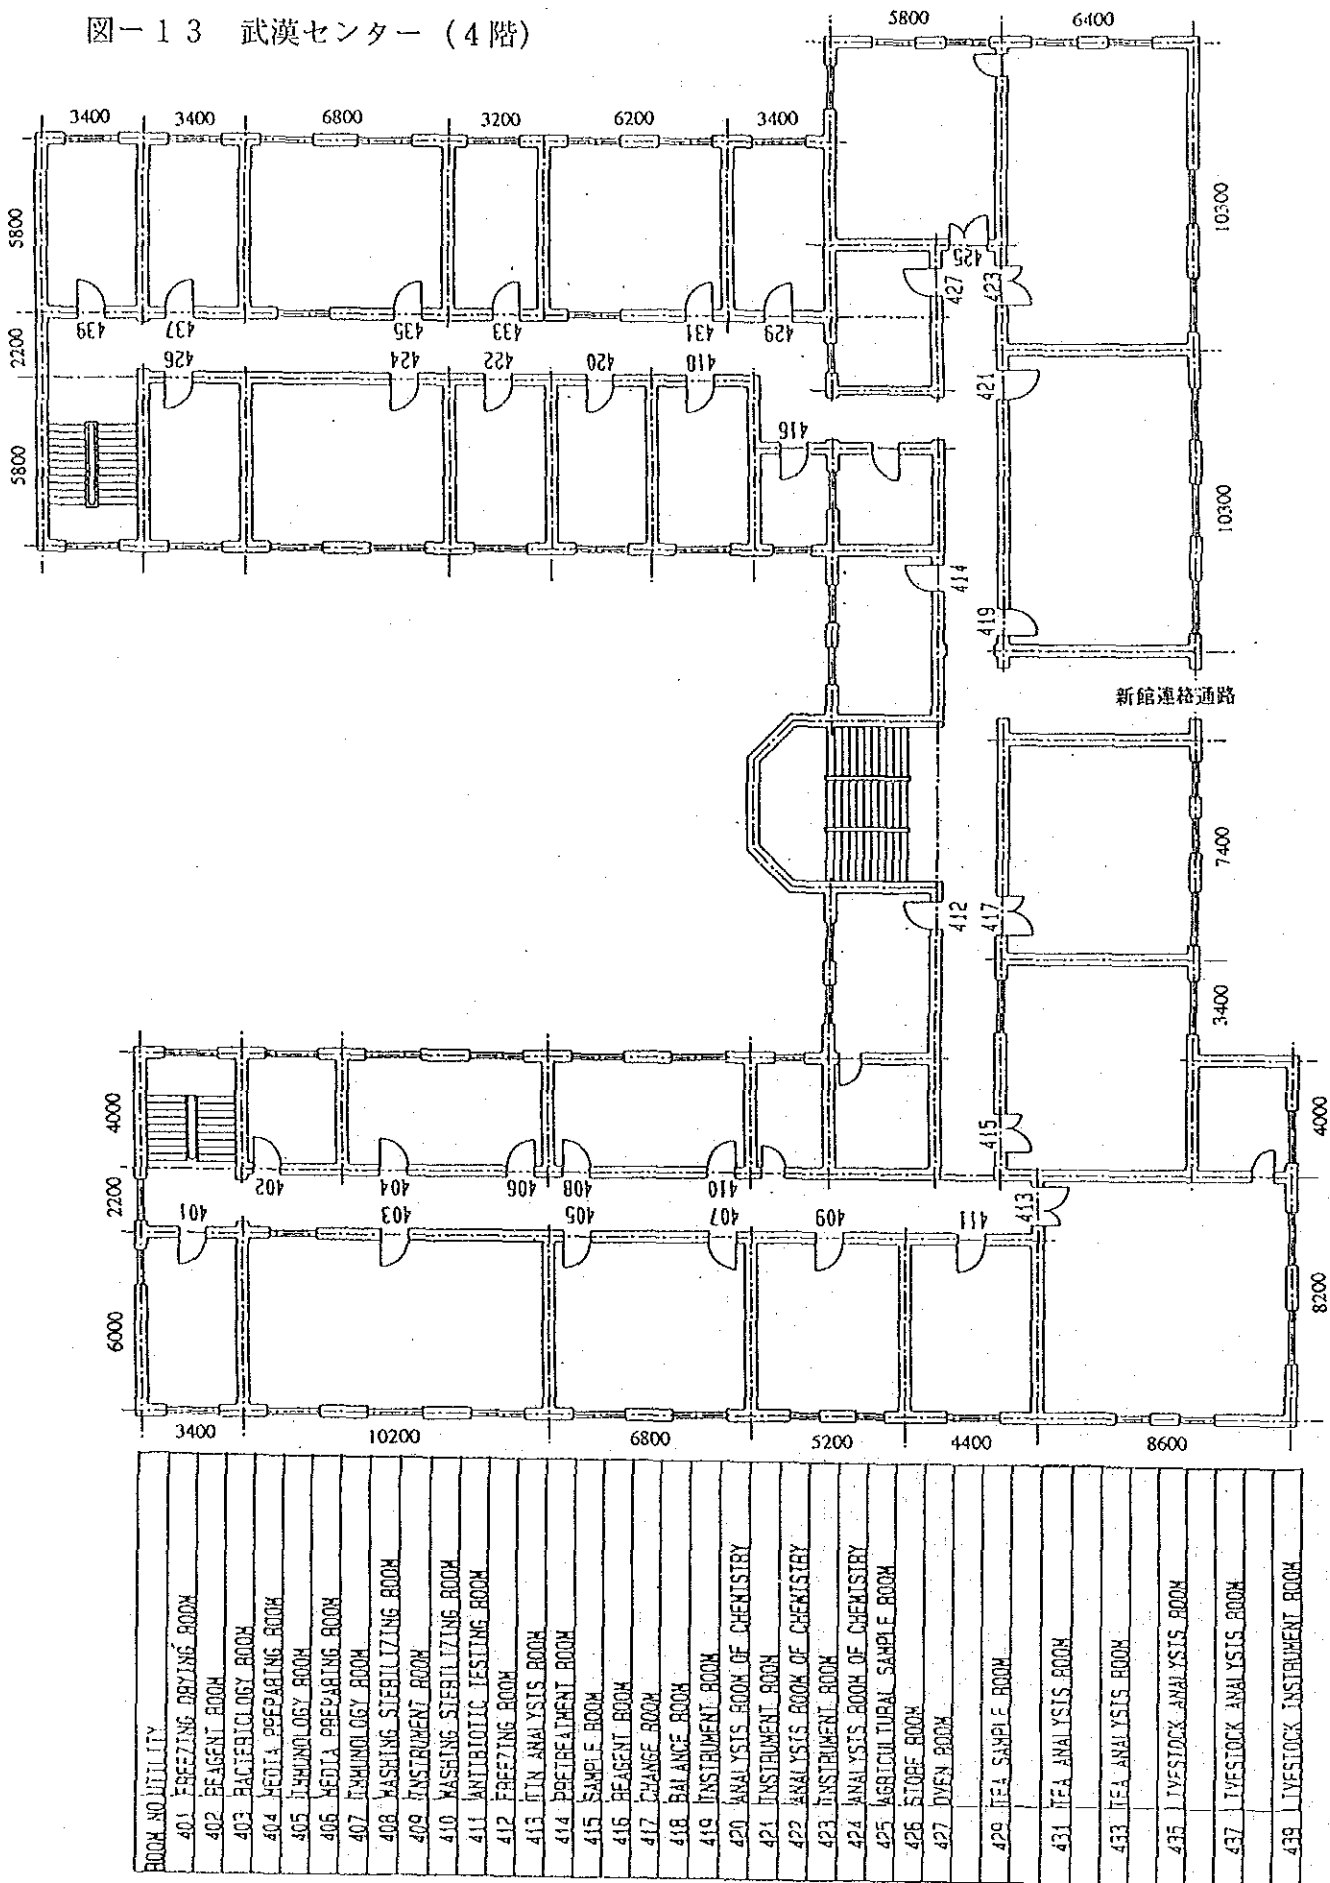 図－13 武漢センター (4階)
5800
6400
3400
3400
6800
3200
6200
3400
5800
2200
5800
10300
10300
439
437
435
433
431
429
427
425
423
426
424
422
420
418
421
416
414
419
新館連絡通路
7400
412
417
3400
4000
2200
6000
415
4000
402
404
406
408
410
401
403
405
407
409
411
413
8200
3400
10200
6800
5200
4400
8600
ROOM NO UTILITY
401 FREEZING DRYING ROOM
402 REAGENT ROOM
403 BACTERIOLOGY ROOM
404 MEDIA PREPARING ROOM
405 IMMUNOLOGY ROOM
406 MEDIA PREPARING ROOM
407 IMMUNOLOGY ROOM
408 WASHING STERILIZING ROOM
409 INSTRUMENT ROOM
410 WASHING STERILIZING ROOM
411 ANTIBIOTIC TESTING ROOM
412 FREEZING ROOM
413 TIN ANALYSIS ROOM
414 PRETREATMENT ROOM
415 SAMPLE ROOM
416 REAGENT ROOM
417 CHANGE ROOM
418 BALANCE ROOM
419 INSTRUMENT ROOM
420 ANALYSIS ROOM OF CHEMISTRY
421 INSTRUMENT ROOM
422 ANALYSIS ROOM OF CHEMISTRY
423 INSTRUMENT ROOM
424 ANALYSIS ROOM OF CHEMISTRY
425 AGRICULTURAL SAMPLE ROOM
426 STORE ROOM
427 OVEN ROOM
429 TEA SAMPLE ROOM
431 TEA ANALYSIS ROOM
433 TEA ANALYSIS ROOM
435 LIVESTOCK ANALYSIS ROOM
437 LIVESTOCK ANALYSIS ROOM
439 LIVESTOCK INSTRUMENT ROOM